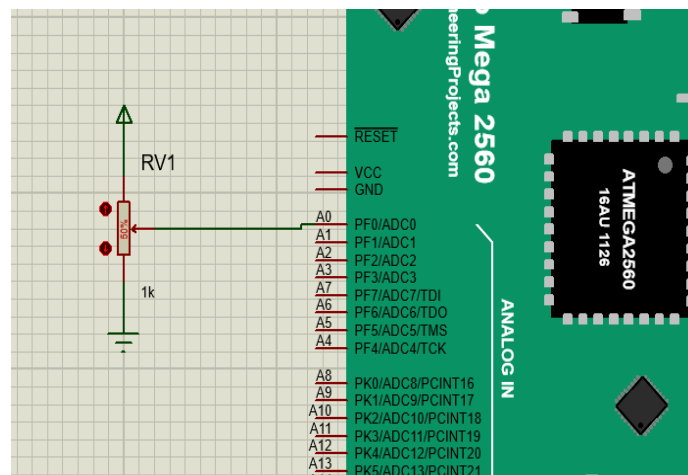 RV1
50%
1k
RESET
VCC
GND
A0 PF0/ADC0
A1 PF1/ADC1
A2 PF2/ADC2
A3 PF3/ADC3
A7 PF7/ADC7/TDI
A6 PF6/ADC6/TDO
A5 PF5/ADC5/TMS
A4 PF4/ADC4/TCK
A8 PK0/ADC8/PCINT16
A9 PK1/ADC9/PCINT17
A10 PK2/ADC10/PCINT18
A11 PK3/ADC11/PCINT19
A12 PK4/ADC12/PCINT20
A13 PK5/ADC13/PCINT21
o Mega 2560
neeringProjects.com
ANALOG IN
ATMEGA2560
16AU 1126